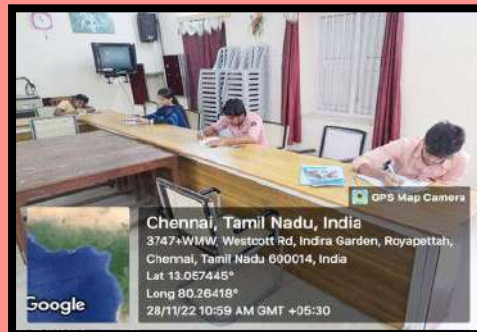 GPS Map Camera
Chennai, Tamil Nadu, India
3747+WMW, Westcott Rd, Indira Garden, Royapettah,
Chennai, Tamil Nadu 600014, India
Lat 13.057445°
Long 80.26418°
28/11/22 10:59 AM GMT +05:30
Google